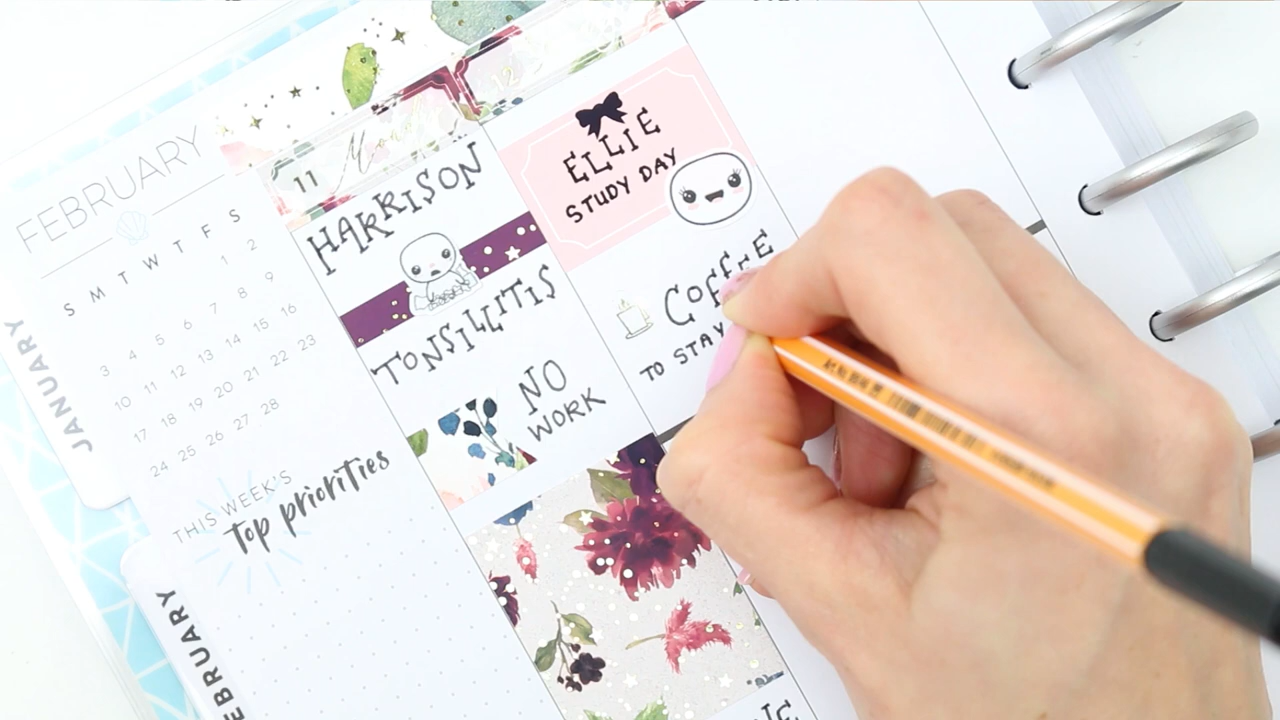 FEBRUARY
S M T W T F S
1 2
3 4 5 6 7 8 9
10 11 12 13 14 15 16
17 18 19 20 21 22 23
24 25 26 27 28
JANUARY
THIS WEEK'S
top priorities
11
HARRISON
TONSILLITIS
NO
WORK
12
ELLIE
STUDY DAY
COFFEE
TO STAY